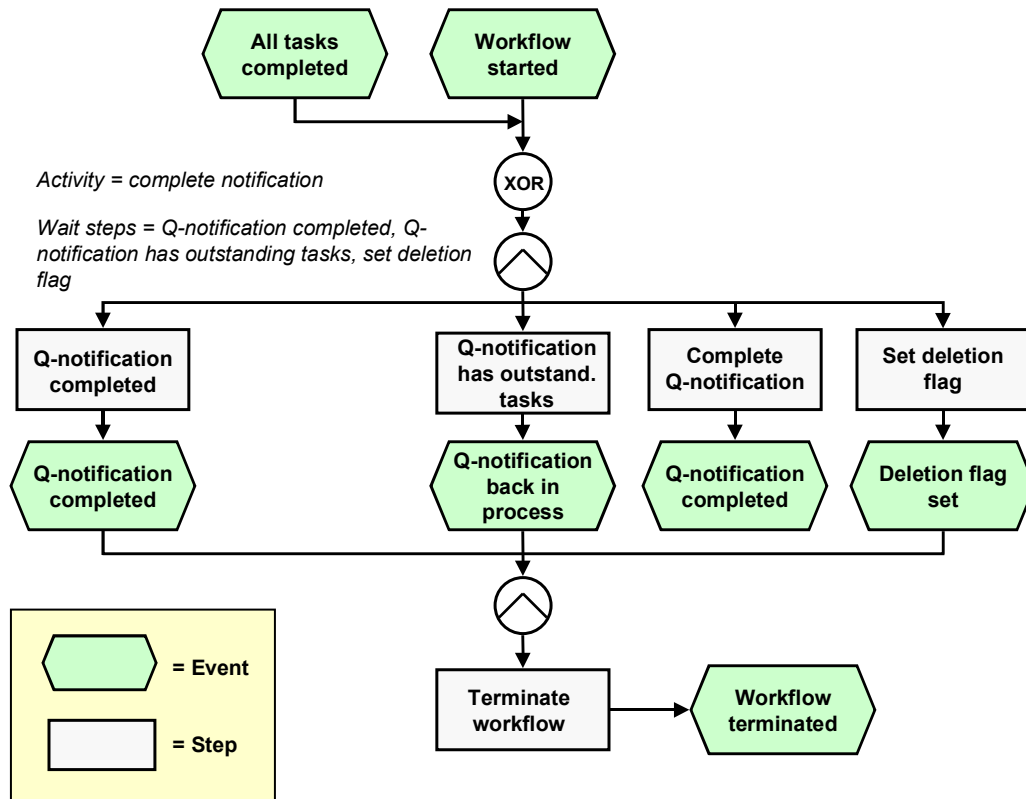 All tasks
completed
Workflow
started
XOR
Activity = complete notification
Wait steps = Q-notification completed, Q-
notification has outstanding tasks, set deletion
flag
Q-notification
completed
Q-notification
has outstand.
tasks
Complete
Q-notification
Set deletion
flag
Q-notification
completed
Q-notification
back in
process
Q-notification
completed
Deletion flag
set
= Event
= Step
Terminate
workflow
Workflow
terminated